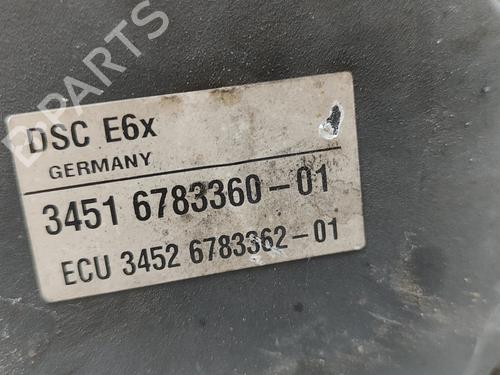 B-PARTS
DSC E6x
GERMANY
3451 6783360-01
ECU 3452 6783362-01